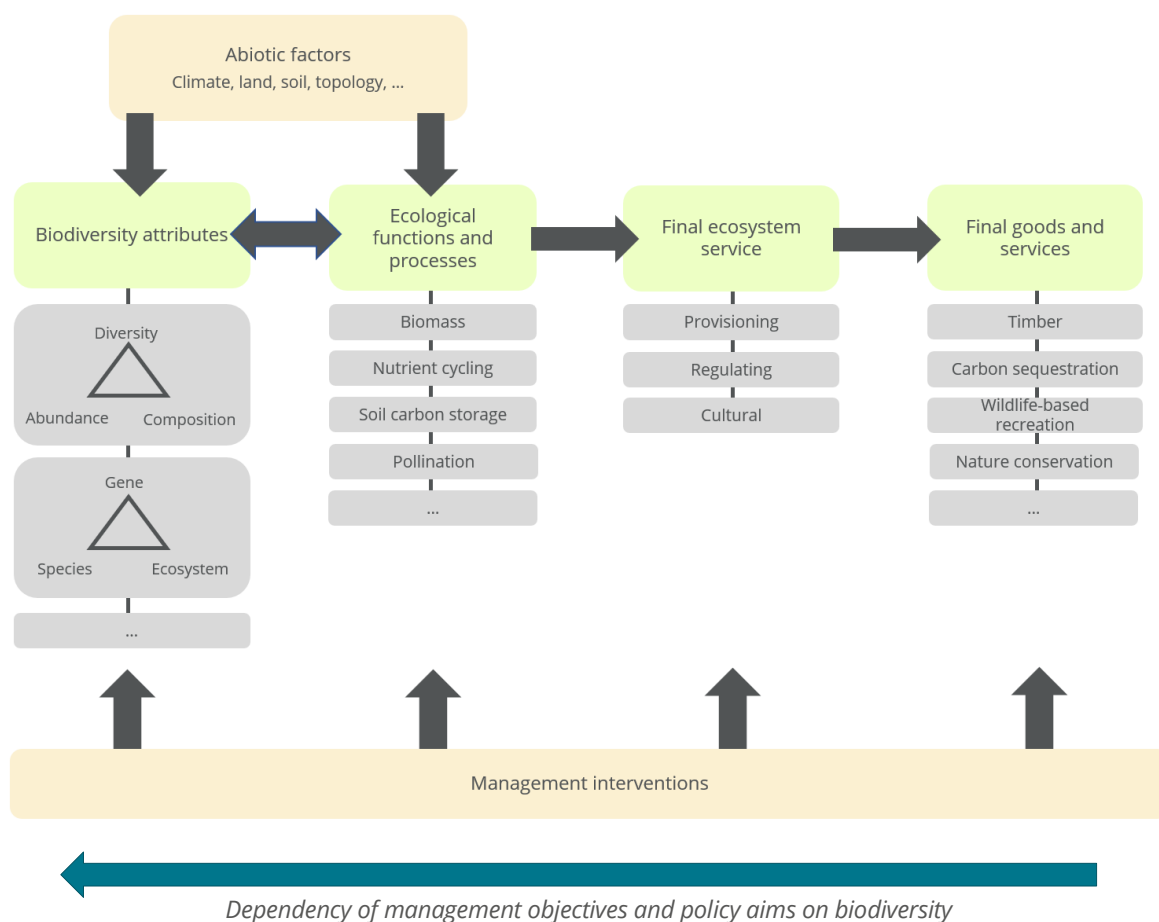 Abiotic factors
Climate, land, soil, topology, ...
Biodiversity attributes
Ecological
functions and
processes
Final ecosystem
service
Final goods and
services
Diversity
Abundance
Composition
Gene
Species
Ecosystem
...
Biomass
Nutrient cycling
Soil carbon storage
Pollination
...
Provisioning
Regulating
Cultural
Timber
Carbon sequestration
Wildlife-based
recreation
Nature conservation
...
Management interventions
Dependency of management objectives and policy aims on biodiversity